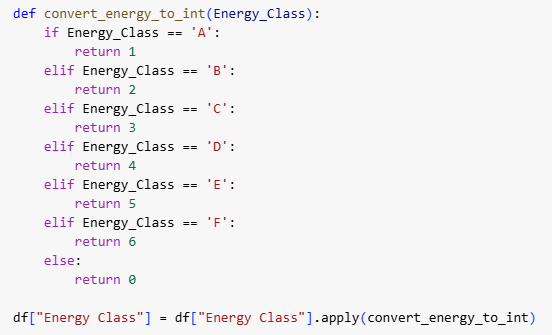 def convert_energy_to_int(Energy_Class):
    if Energy_Class == 'A':
        return 1
    elif Energy_Class == 'B':
        return 2
    elif Energy_Class == 'C':
        return 3
    elif Energy_Class == 'D':
        return 4
    elif Energy_Class == 'E':
        return 5
    elif Energy_Class == 'F':
        return 6
    else:
        return 0

df["Energy Class"] = df["Energy Class"].apply(convert_energy_to_int)